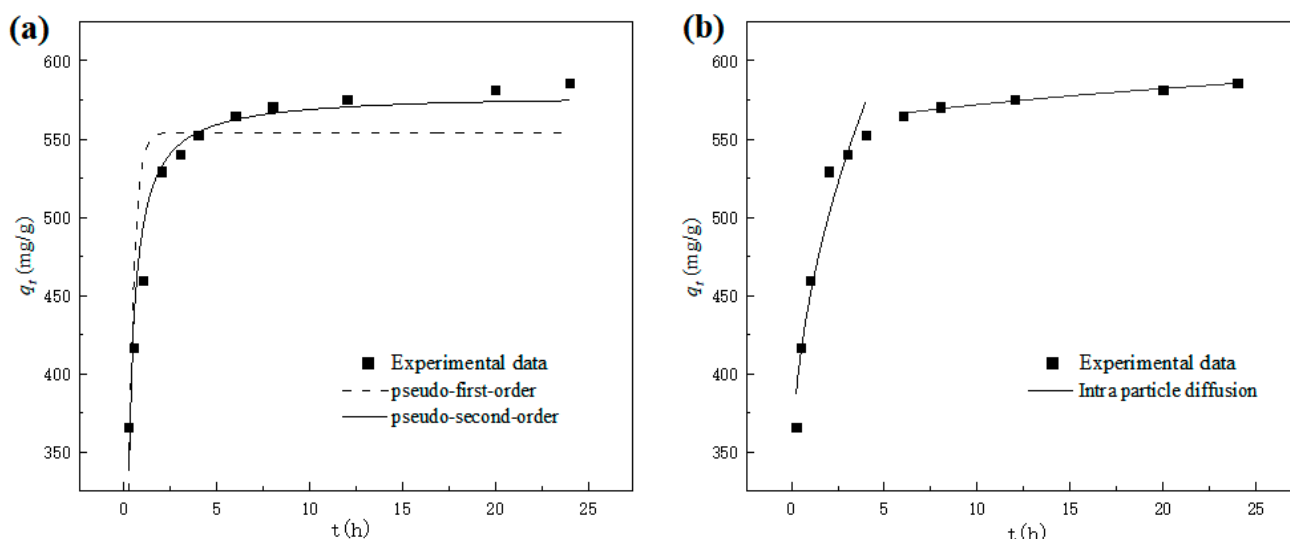 (a)
600
550
500
450
400
350
qt (mg/g)
Experimental data
pseudo-first-order
pseudo-second-order
0 5 10 15 20 25
t(h)
(b)
600
550
500
450
400
350
qt (mg/g)
Experimental data
Intra particle diffusion
0 5 10 15 20 25
t(h)